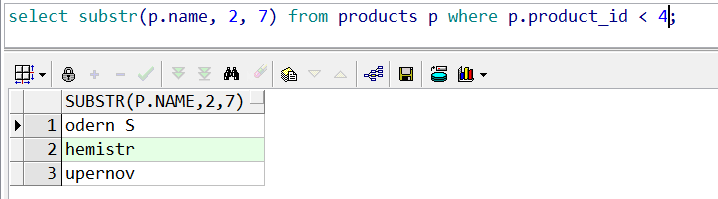 select substr(p.name, 2, 7) from products p where p.product_id < 4;
SUBSTR(P.NAME,2,7)
1 odern S
2 hemistr
3 upernov